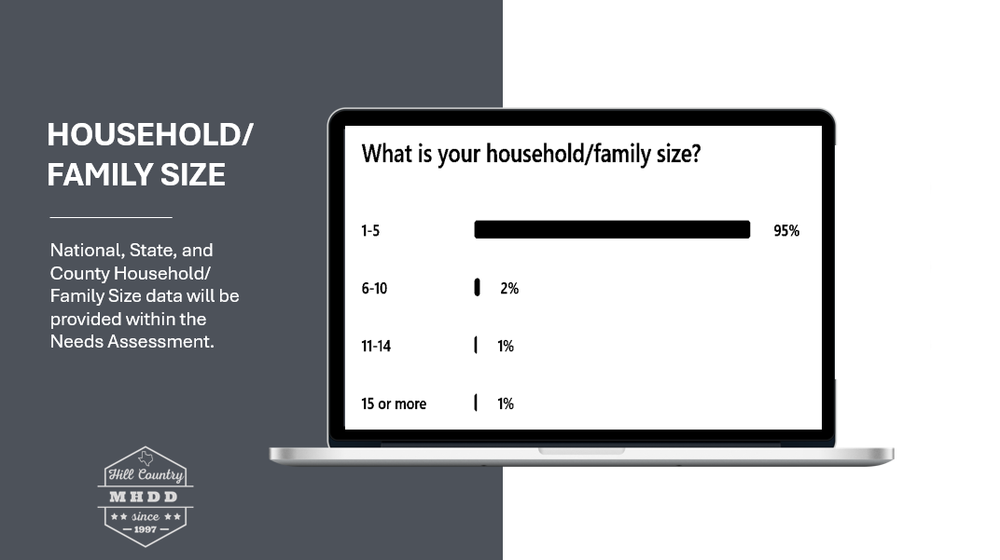 HOUSEHOLD/
FAMILY SIZE
National, State, and
County Household/
Family Size data will be
provided within the
Needs Assessment.
What is your household/family size?
1-5 95%
6-10 2%
11-14 1%
15 or more 1%
Hill Country
MHDD
since
1997